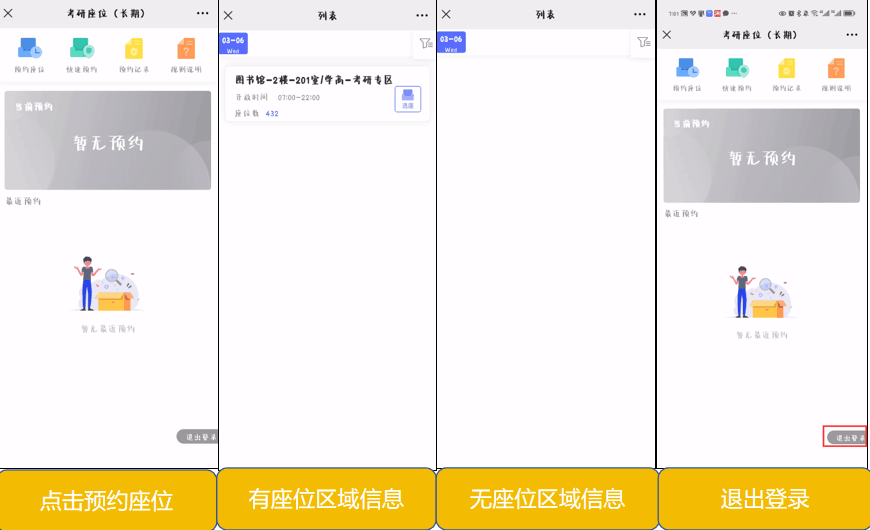 考研座位（长期）
预约座位
快速预约
预约记录
规则说明
当前预约
暂无预约
最近预约
暂无最近预约
退出登录
点击预约座位
列表
03-06
Wed
图书馆-2楼-201室/学南-考研专区
开放时间 07:00-22:00
座位数 432
选座
有座位区域信息
列表
03-06
Wed
无座位区域信息
7:01
考研座位（长期）
预约座位
快速预约
预约记录
规则说明
当前预约
暂无预约
最近预约
暂无最近预约
退出登录
退出登录